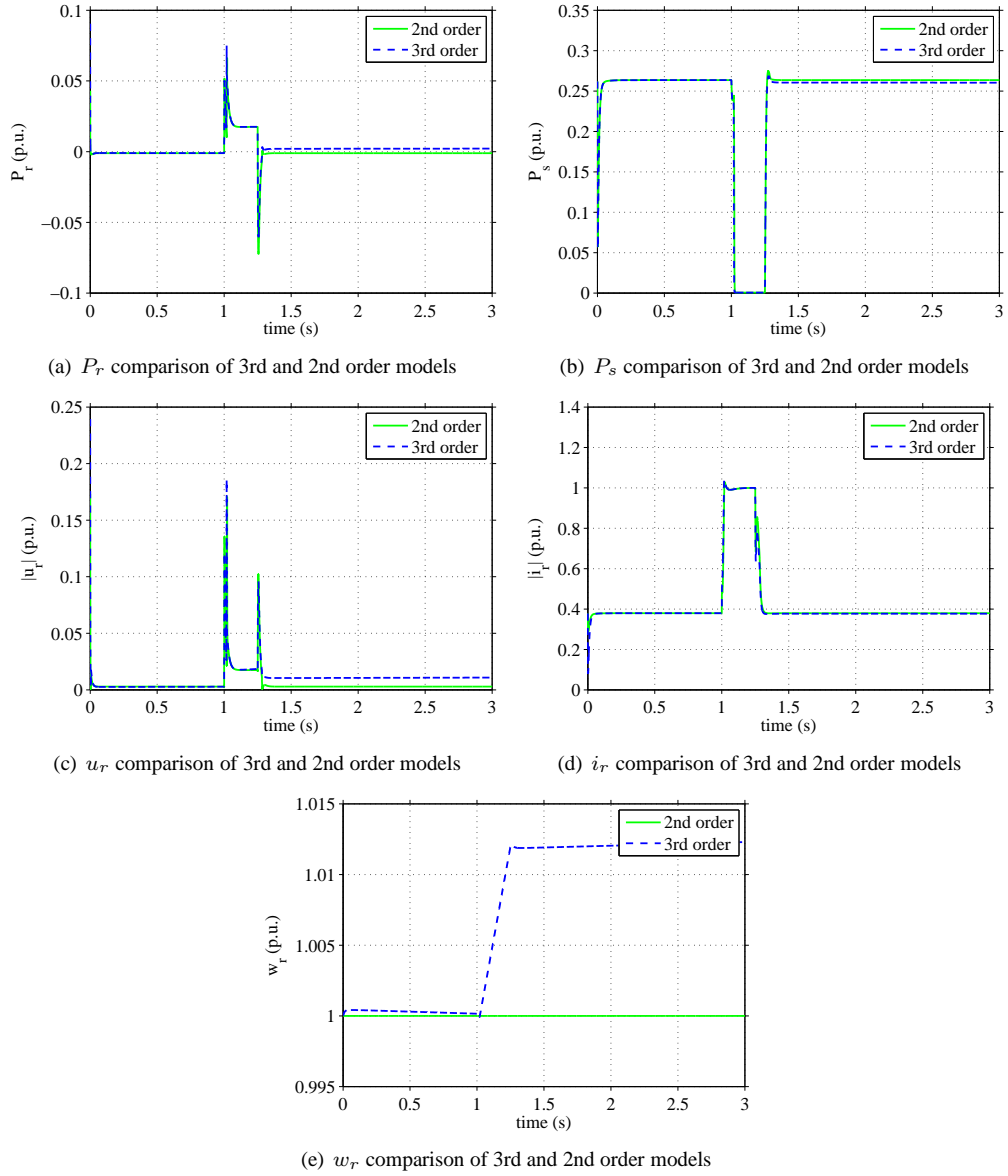 0.1
0.05
0
−0.05
−0.1
P_r (p.u.)
2nd order
3rd order
0 0.5 1 1.5 2 2.5 3
time (s)
(a) P_r comparison of 3rd and 2nd order models
0.35
0.3
0.25
0.2
0.15
0.1
0.05
0
P_s (p.u.)
2nd order
3rd order
0 0.5 1 1.5 2 2.5 3
time (s)
(b) P_s comparison of 3rd and 2nd order models
0.25
0.2
0.15
0.1
0.05
0
|u_r| (p.u.)
2nd order
3rd order
0 0.5 1 1.5 2 2.5 3
time (s)
(c) u_r comparison of 3rd and 2nd order models
1.4
1.2
1
0.8
0.6
0.4
0.2
0
|i_r| (p.u.)
2nd order
3rd order
0 0.5 1 1.5 2 2.5 3
time (s)
(d) i_r comparison of 3rd and 2nd order models
1.015
1.01
1.005
1
0.995
w_r (p.u.)
2nd order
3rd order
0 0.5 1 1.5 2 2.5 3
time (s)
(e) w_r comparison of 3rd and 2nd order models